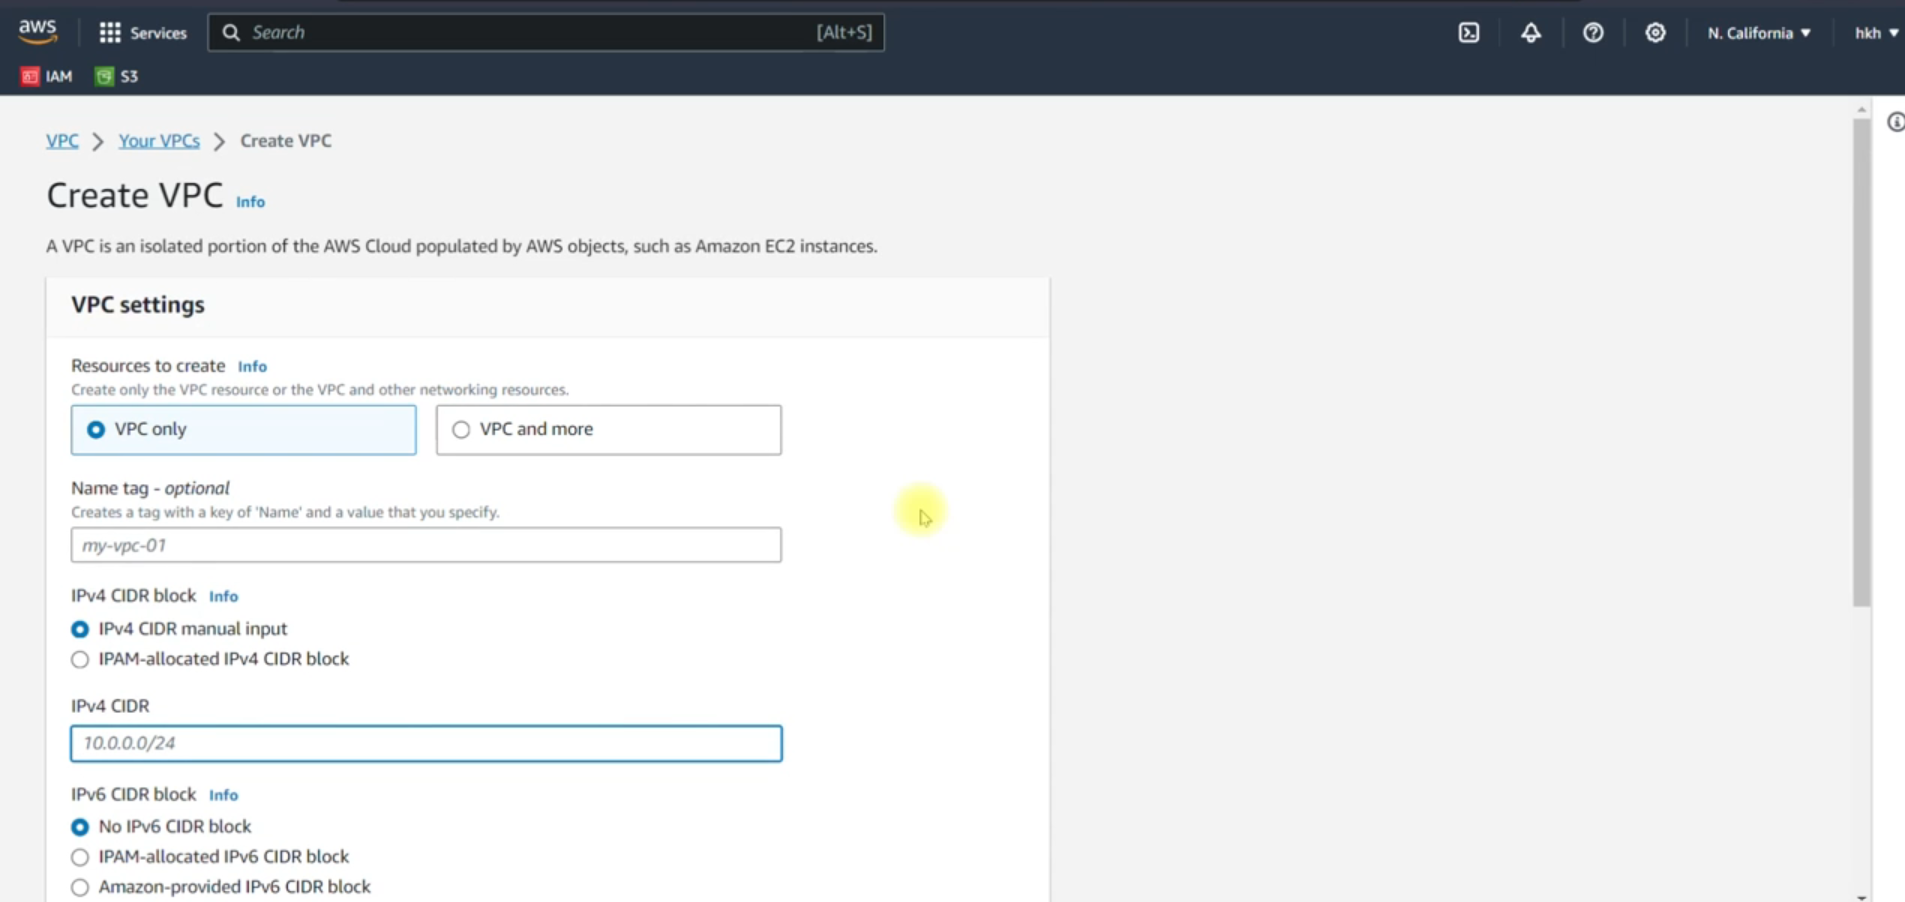 aws Services Search [Alt+S] N. California ▼ hkh ▼
IAM S3
VPC > Your VPCs > Create VPC
Create VPC Info
A VPC is an isolated portion of the AWS Cloud populated by AWS objects, such as Amazon EC2 instances.
VPC settings
Resources to create Info
Create only the VPC resource or the VPC and other networking resources.
VPC only VPC and more
Name tag - optional
Creates a tag with a key of 'Name' and a value that you specify.
my-vpc-01
IPv4 CIDR block Info
IPv4 CIDR manual input
IPAM-allocated IPv4 CIDR block
IPv4 CIDR
10.0.0.0/24
IPv6 CIDR block Info
No IPv6 CIDR block
IPAM-allocated IPv6 CIDR block
Amazon-provided IPv6 CIDR block